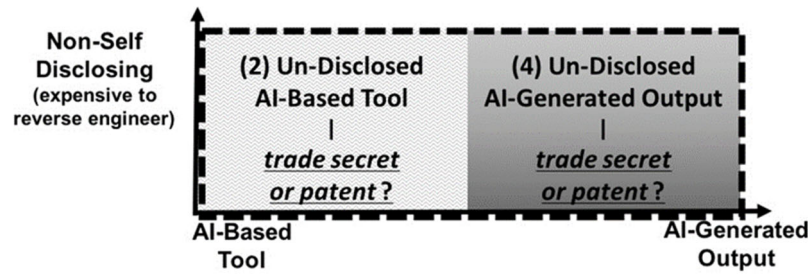 Non-Self
Disclosing
(expensive to
reverse engineer)
(2) Un-Disclosed
AI-Based Tool
|
trade secret
or patent?
(4) Un-Disclosed
AI-Generated Output
|
trade secret
or patent?
AI-Based
Tool
AI-Generated
Output